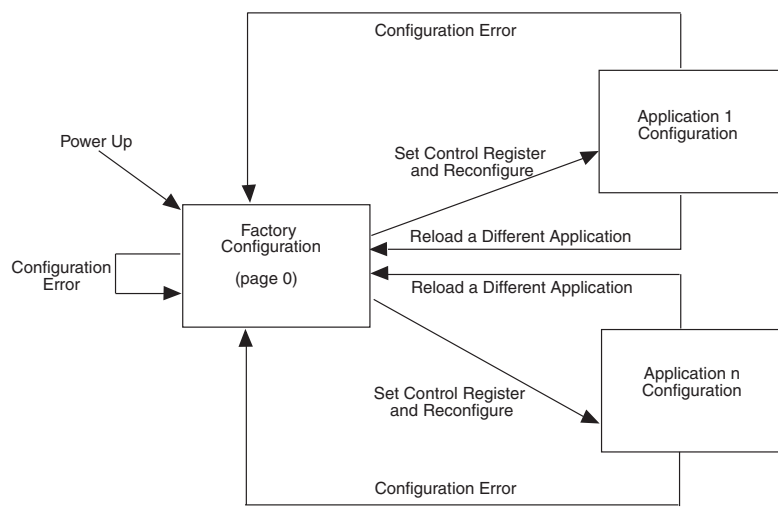 Configuration Error
Application 1
Configuration
Power Up
Set Control Register
and Reconfigure
Factory
Configuration
(page 0)
Reload a Different Application
Configuration
Error
Reload a Different Application
Application n
Configuration
Set Control Register
and Reconfigure
Configuration Error